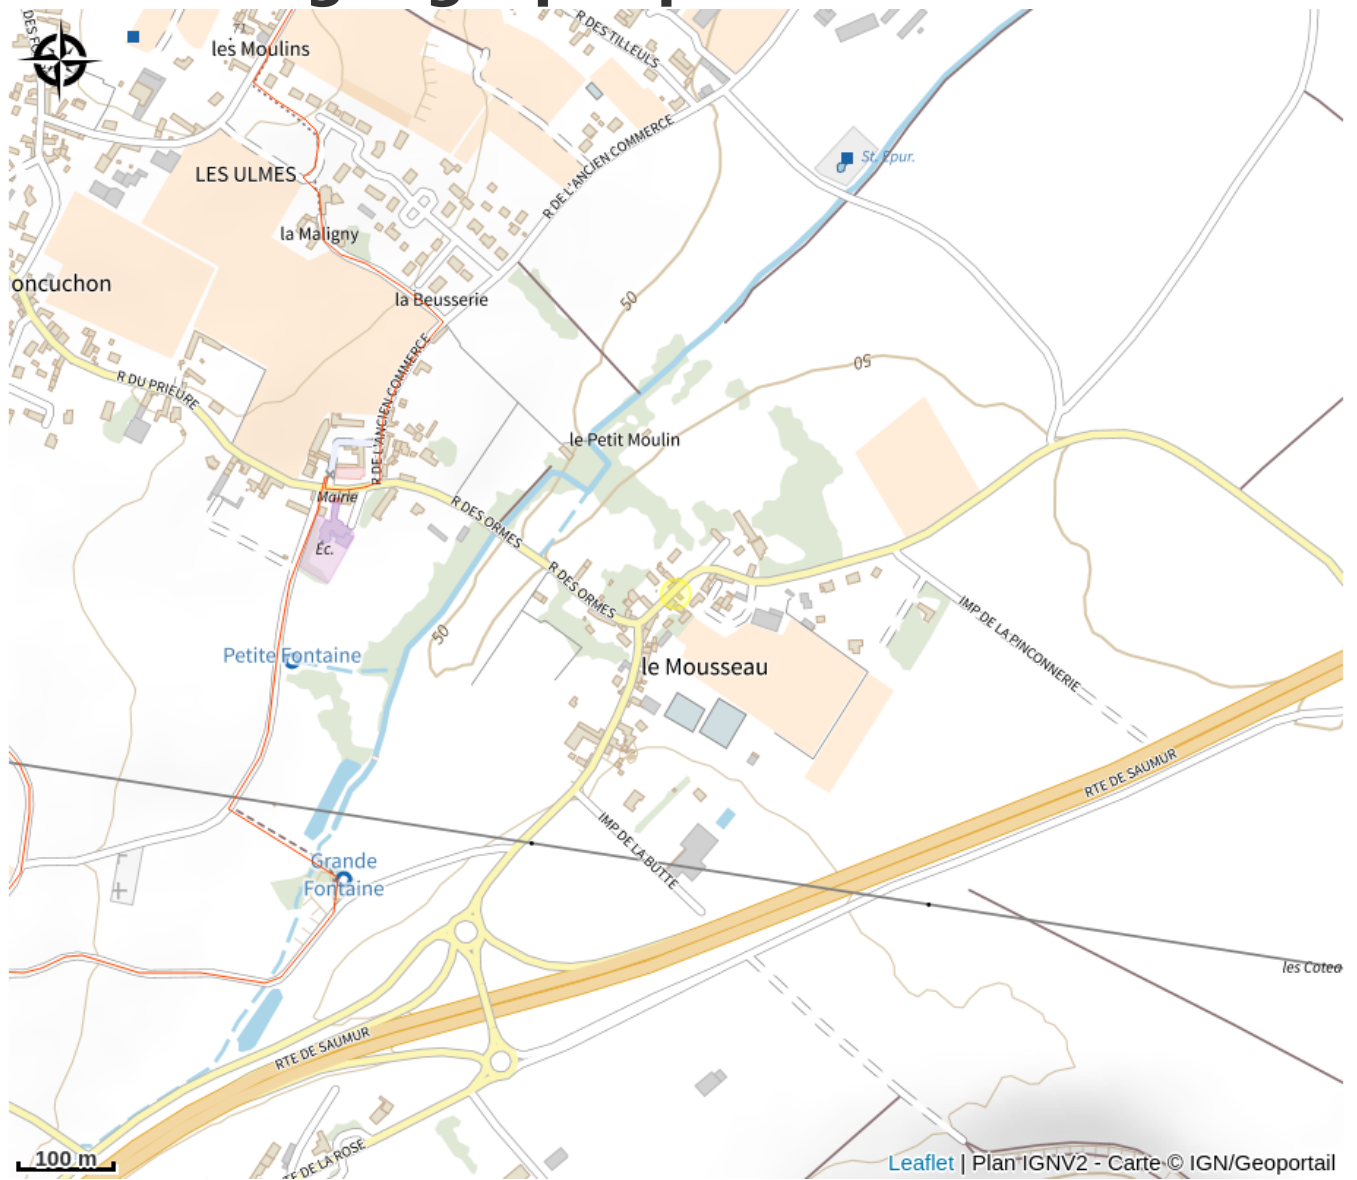 les Moulins
R DES TILLEULS
LES ULMES
R DE L'ANCIEN COMMERCE
St. Epur.
la Maligny
oncuchon
la Beusserie
50
50
R DU PRIEURE
R DE L'ANCIEN COMMERCE
le Petit Moulin
Mairie
R DES ORMES
Éc.
R DES ORMES
IMP DE LA PINCONNERIE
50
Petite Fontaine
le Mousseau
RTE DE SAUMUR
IMP DE LA BUTTE
Grande
Fontaine
les Cotea
RTE DE SAUMUR
E DE LA ROSE
100 m
Leaflet | Plan IGNV2 - Carte © IGN/Geoportail